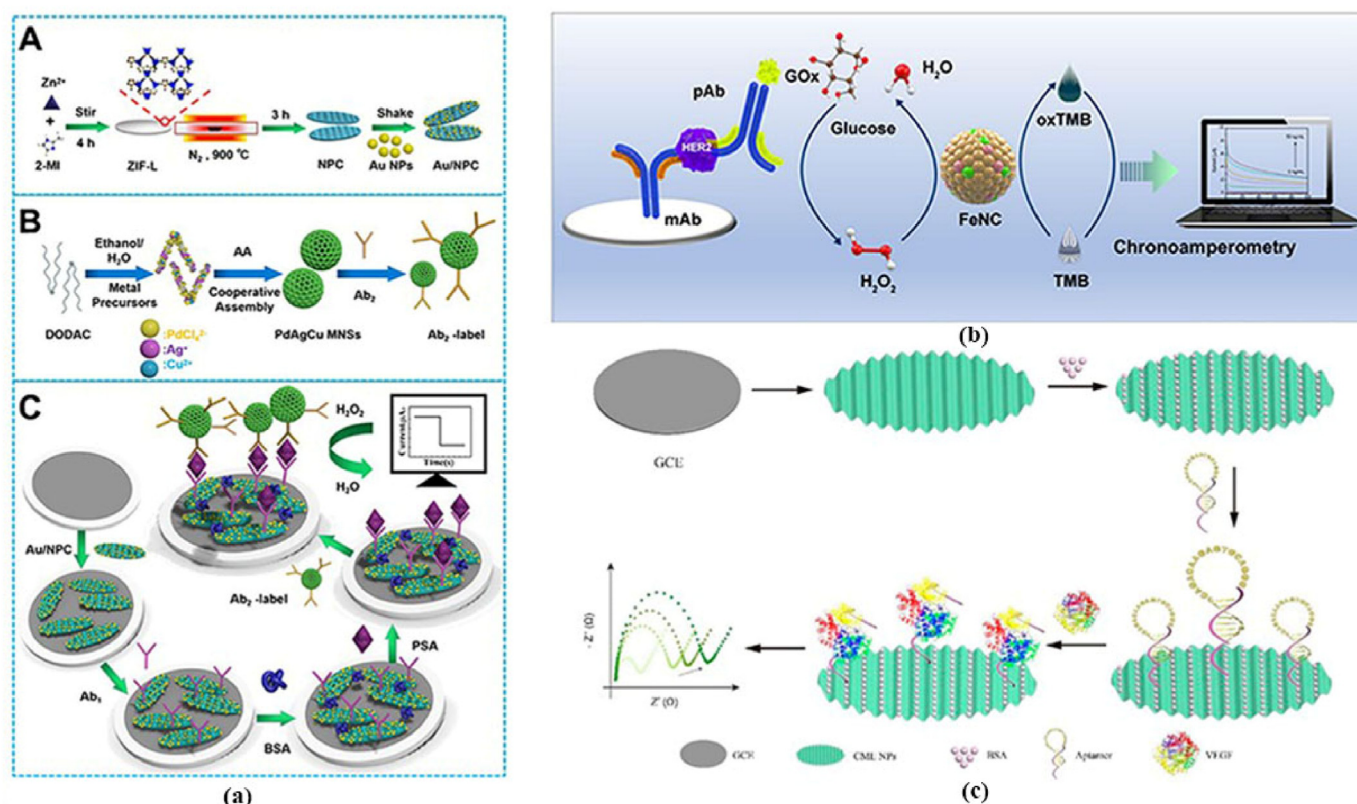 A
Zn²⁺
+
2-MI
Stir
4 h
ZIF-L
N₂, 900 °C
3 h
NPC
Shake
Au NPs
Au/NPC
B
DODAC
Ethanol/
H₂O
Metal
Precursors
:PdCl₄²⁻
:Ag⁺
:Cu²⁺
AA
Cooperative
Assembly
PdAgCu MNSs
Ab₂
Ab₂ -label
C
H₂O₂
H₂O
Current,μA
Time(s)
Au/NPC
Ab₁
BSA
PSA
Ab₂ -label
(a)
pAb
GOx
HER2
mAb
Glucose
H₂O
H₂O₂
FeNC
oxTMB
TMB
Chronoamperometry
(b)
GCE
-Z'' (Ω)
Z' (Ω)
GCE
CML NPs
BSA
Aptamer
VEGF
(c)